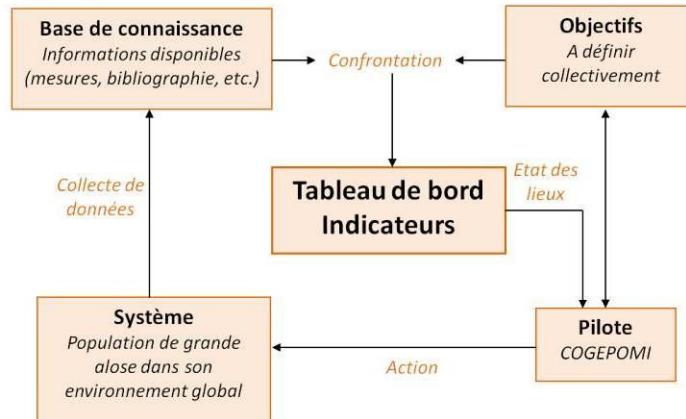 Base de connaissance
Informations disponibles
(mesures, bibliographie, etc.)
Confrontation
Objectifs
A définir
collectivement
Collecte de
données
Tableau de bord
Indicateurs
Etat des
lieux
Système
Population de grande
alose dans son
environnement global
Action
Pilote
COGEPOMI